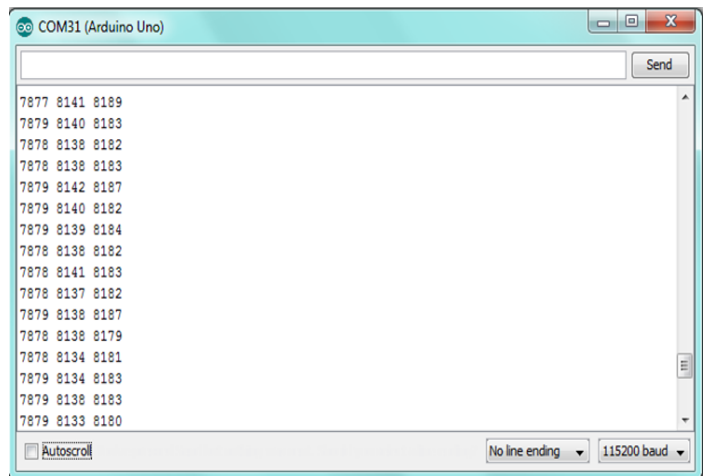 COM31 (Arduino Uno)
Send
7877 8141 8189
7879 8140 8183
7878 8138 8182
7878 8138 8183
7879 8142 8187
7879 8140 8182
7879 8139 8184
7878 8138 8182
7878 8141 8183
7878 8137 8182
7879 8138 8187
7878 8138 8179
7878 8134 8181
7879 8134 8183
7879 8138 8183
7879 8133 8180
Autoscroll No line ending 115200 baud